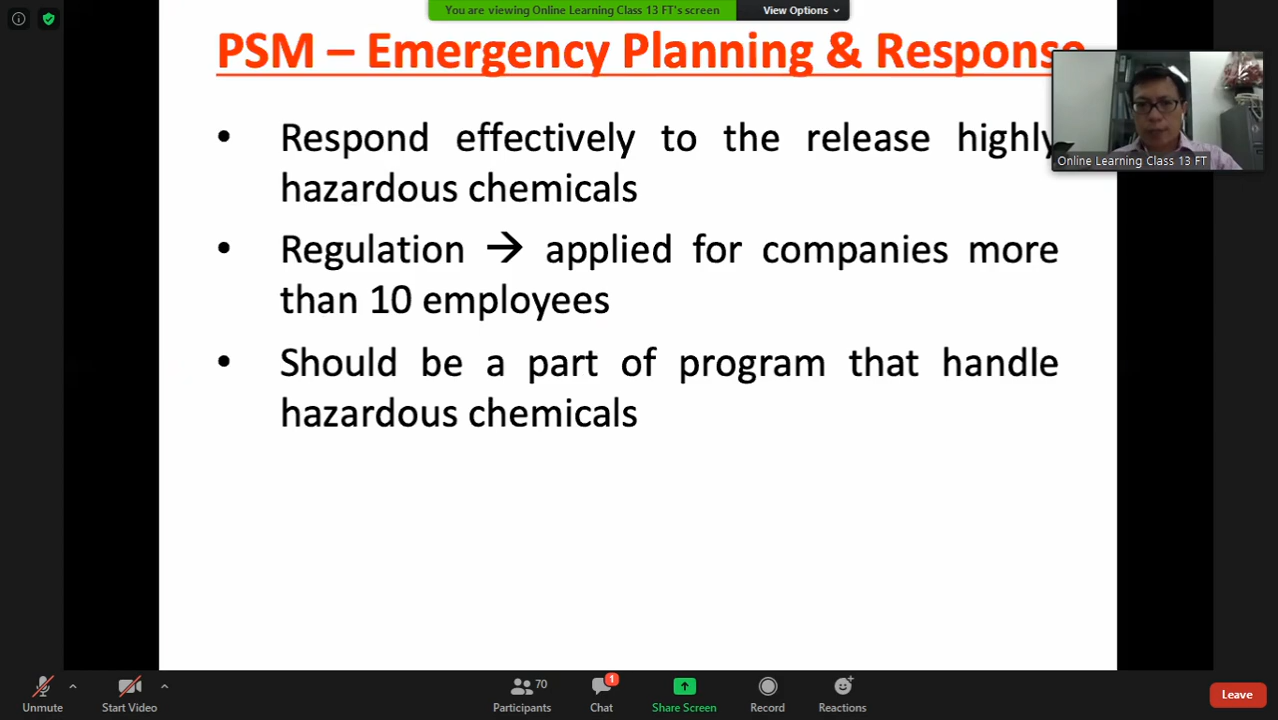 You are viewing Online Learning Class 13 FT's screen
View Options
PSM – Emergency Planning & Response
• Respond effectively to the release highly
hazardous chemicals
• Regulation → applied for companies more
than 10 employees
• Should be a part of program that handle
hazardous chemicals
Online Learning Class 13 FT
Unmute
Start Video
70
Participants
1
Chat
Share Screen
Record
Reactions
Leave